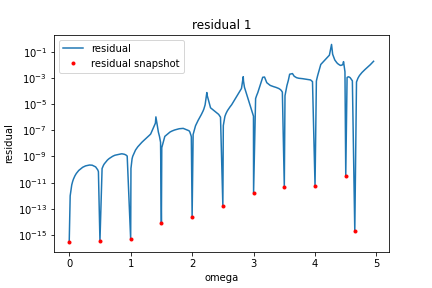 residual 1
residual
residual snapshot
10⁻¹
10⁻³
10⁻⁵
10⁻⁷
10⁻⁹
10⁻¹¹
10⁻¹³
10⁻¹⁵
residual
0 1 2 3 4 5
omega